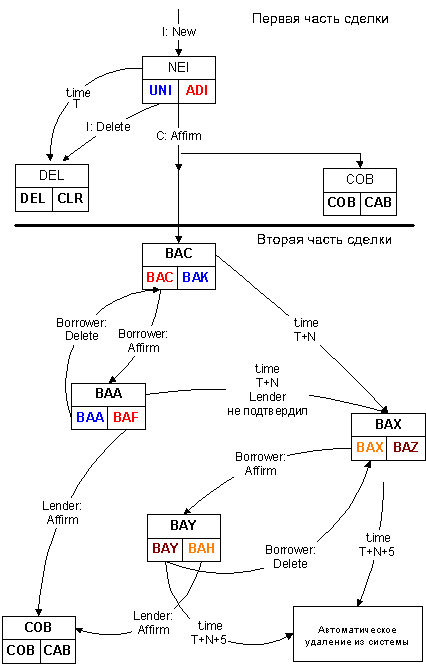 Первая часть сделки
I: New
NEI
UNI ADI
time
T
I: Delete
C: Affirm
DEL
DEL CLR
COB
COB CAB
Вторая часть сделки
BAC
BAC BAK
time
T+N
Borrower:
Delete
Borrower:
Affirm
time
T+N
Lender
не подтвердил
BAA
BAA BAF
BAX
BAX BAZ
Borrower:
Affirm
Lender:
Affirm
BAY
BAY BAH
Borrower:
Delete
time
T+N+5
Lender:
Affirm
time
T+N+5
COB
COB CAB
Автоматическое
удаление из системы